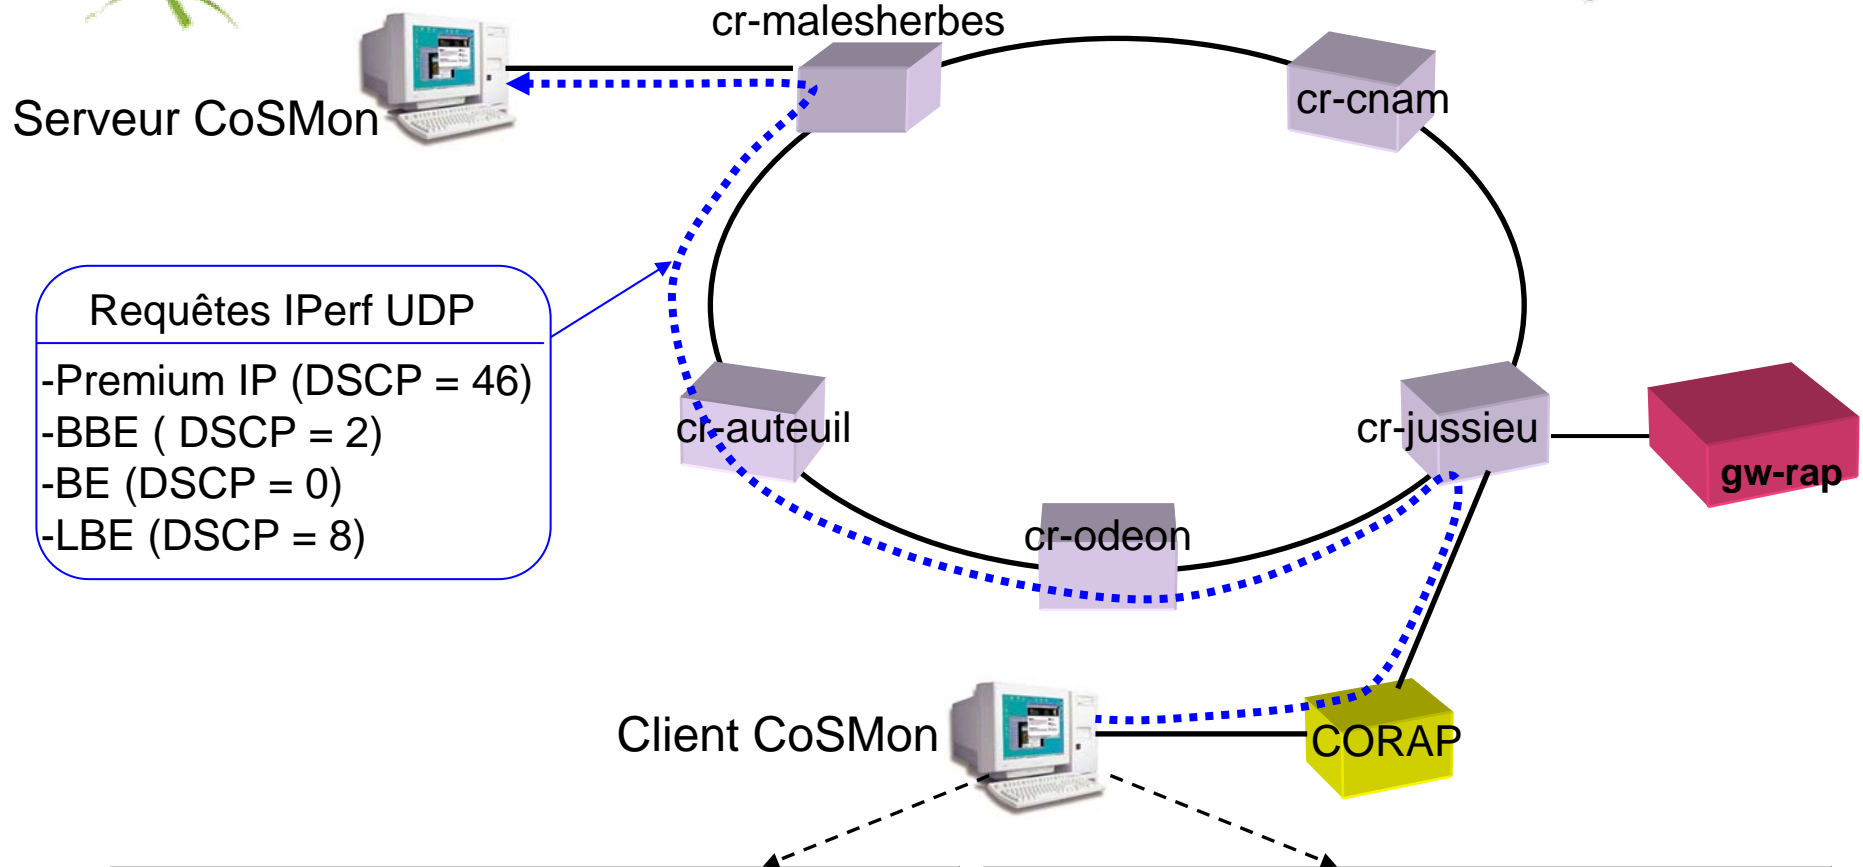 cr-malesherbes
cr-cnam
Serveur CoSMon
Requêtes IPerf UDP
-Premium IP (DSCP = 46)
-BBE ( DSCP = 2)
-BE (DSCP = 0)
-LBE (DSCP = 8)
cr-auteuil
cr-jussieu
gw-rap
cr-odeon
Client CoSMon
CORAP